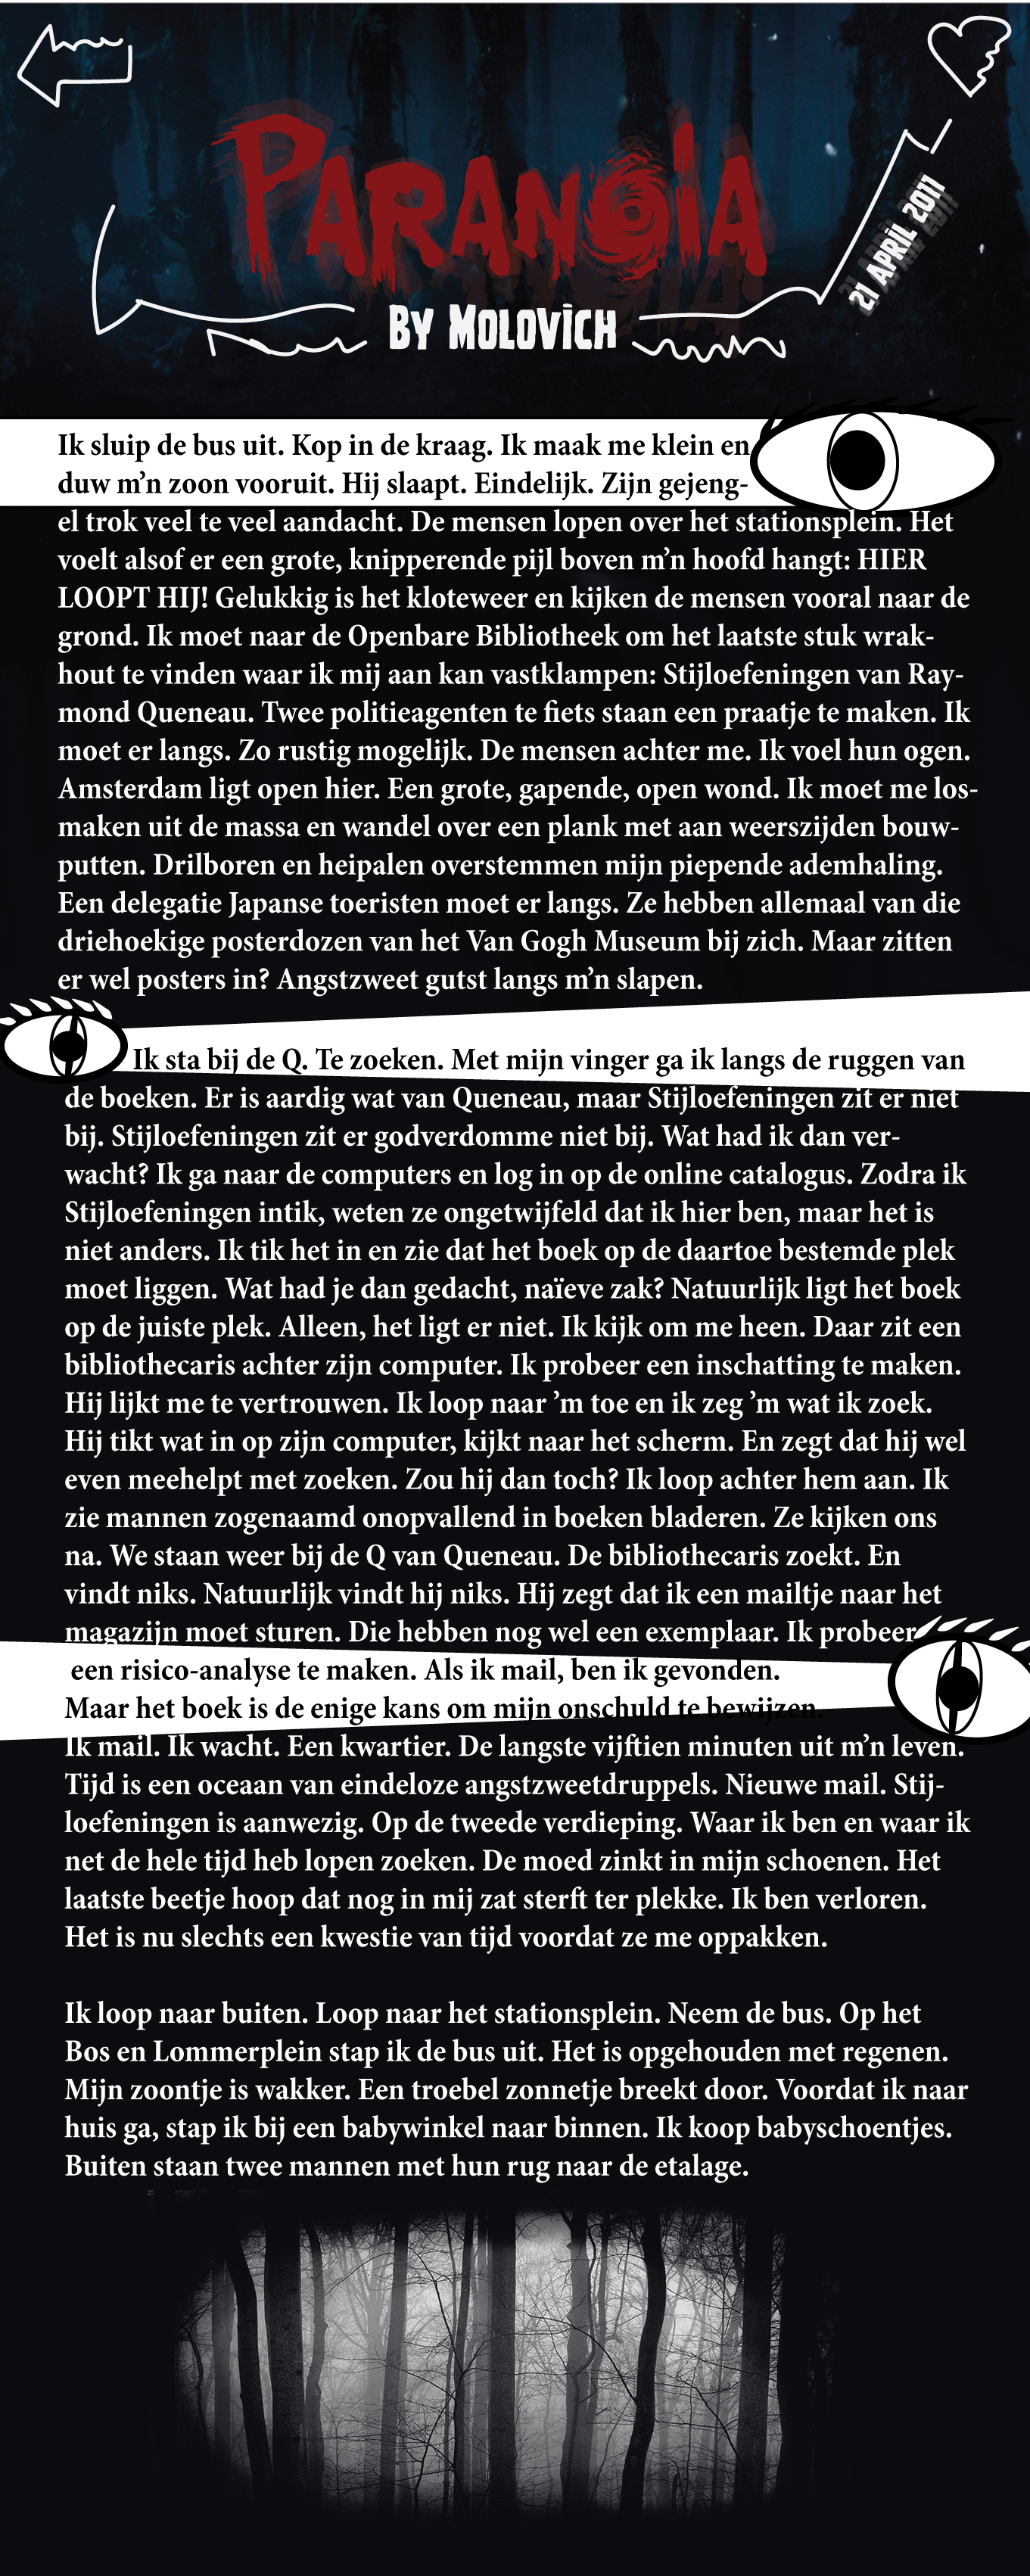 PARANOIA
BY MOLOVICH
21 APRIL 2011
Ik sluip de bus uit. Kop in de kraag. Ik maak me klein en
duw m’n zoon vooruit. Hij slaapt. Eindelijk. Zijn gejeng-
el trok veel te veel aandacht. De mensen lopen over het stationsplein. Het
voelt alsof er een grote, knipperende pijl boven m’n hoofd hangt: HIER
LOOPT HIJ! Gelukkig is het kloteweer en kijken de mensen vooral naar de
grond. Ik moet naar de Openbare Bibliotheek om het laatste stuk wrak-
hout te vinden waar ik mij aan kan vastklampen: Stijloefeningen van Ray-
mond Queneau. Twee politieagenten te fiets staan een praatje te maken. Ik
moet er langs. Zo rustig mogelijk. De mensen achter me. Ik voel hun ogen.
Amsterdam ligt open hier. Een grote, gapende, open wond. Ik moet me los-
maken uit de massa en wandel over een plank met aan weerszijden bouw-
putten. Drilboren en heipalen overstemmen mijn piepende ademhaling.
Een delegatie Japanse toeristen moet er langs. Ze hebben allemaal van die
driehoekige posterdozen van het Van Gogh Museum bij zich. Maar zitten
er wel posters in? Angstzweet gutst langs m’n slapen.
Ik sta bij de Q. Te zoeken. Met mijn vinger ga ik langs de ruggen van
de boeken. Er is aardig wat van Queneau, maar Stijloefeningen zit er niet
bij. Stijloefeningen zit er godverdomme niet bij. Wat had ik dan ver-
wacht? Ik ga naar de computers en log in op de online catalogus. Zodra ik
Stijloefeningen intik, weten ze ongetwijfeld dat ik hier ben, maar het is
niet anders. Ik tik het in en zie dat het boek op de daartoe bestemde plek
moet liggen. Wat had je dan gedacht, naïeve zak? Natuurlijk ligt het boek
op de juiste plek. Alleen, het ligt er niet. Ik kijk om me heen. Daar zit een
bibliothecaris achter zijn computer. Ik probeer een inschatting te maken.
Hij lijkt me te vertrouwen. Ik loop naar ’m toe en ik zeg ’m wat ik zoek.
Hij tikt wat in op zijn computer, kijkt naar het scherm. En zegt dat hij wel
even meehelpt met zoeken. Zou hij dan toch? Ik loop achter hem aan. Ik
zie mannen zogenaamd onopvallend in boeken bladeren. Ze kijken ons
na. We staan weer bij de Q van Queneau. De bibliothecaris zoekt. En
vindt niks. Natuurlijk vindt hij niks. Hij zegt dat ik een mailtje naar het
magazijn moet sturen. Die hebben nog wel een exemplaar. Ik probeer
een risico-analyse te maken. Als ik mail, ben ik gevonden.
Maar het boek is de enige kans om mijn onschuld te bewijzen.
Ik mail. Ik wacht. Een kwartier. De langste vijftien minuten uit m’n leven.
Tijd is een oceaan van eindeloze angstzweetdruppels. Nieuwe mail. Stij-
loefeningen is aanwezig. Op de tweede verdieping. Waar ik ben en waar ik
net de hele tijd heb lopen zoeken. De moed zinkt in mijn schoenen. Het
laatste beetje hoop dat nog in mij zat sterft ter plekke. Ik ben verloren.
Het is nu slechts een kwestie van tijd voordat ze me oppakken.
Ik loop naar buiten. Loop naar het stationsplein. Neem de bus. Op het
Bos en Lommerplein stap ik de bus uit. Het is opgehouden met regenen.
Mijn zoontje is wakker. Een troebel zonnetje breekt door. Voordat ik naar
huis ga, stap ik bij een babywinkel naar binnen. Ik koop babyschoentjes.
Buiten staan twee mannen met hun rug naar de etalage.